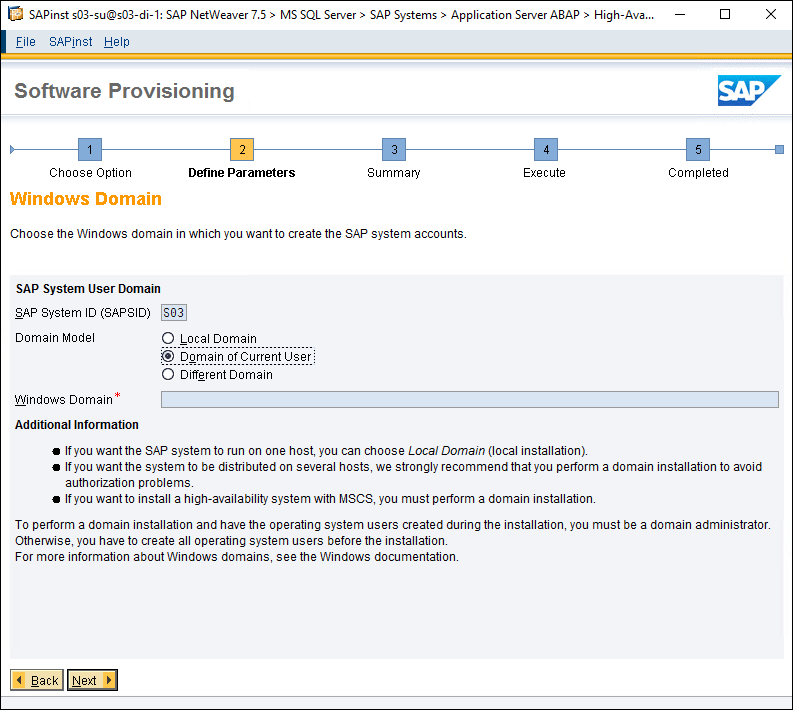 SAPinst s03-su@s03-di-1: SAP NetWeaver 7.5 > MS SQL Server > SAP Systems > Application Server ABAP > High-Ava...
File SAPinst Help
Software Provisioning
SAP
1 2 3 4 5
Choose Option Define Parameters Summary Execute Completed
Windows Domain
Choose the Windows domain in which you want to create the SAP system accounts.
SAP System User Domain
SAP System ID (SAPSID) S03
Domain Model
Local Domain
Domain of Current User
Different Domain
Windows Domain*
Additional Information
If you want the SAP system to run on one host, you can choose Local Domain (local installation).
If you want the system to be distributed on several hosts, we strongly recommend that you perform a domain installation to avoid
authorization problems.
If you want to install a high-availability system with MSCS, you must perform a domain installation.
To perform a domain installation and have the operating system users created during the installation, you must be a domain administrator.
Otherwise, you have to create all operating system users before the installation.
For more information about Windows domains, see the Windows documentation.
Back Next